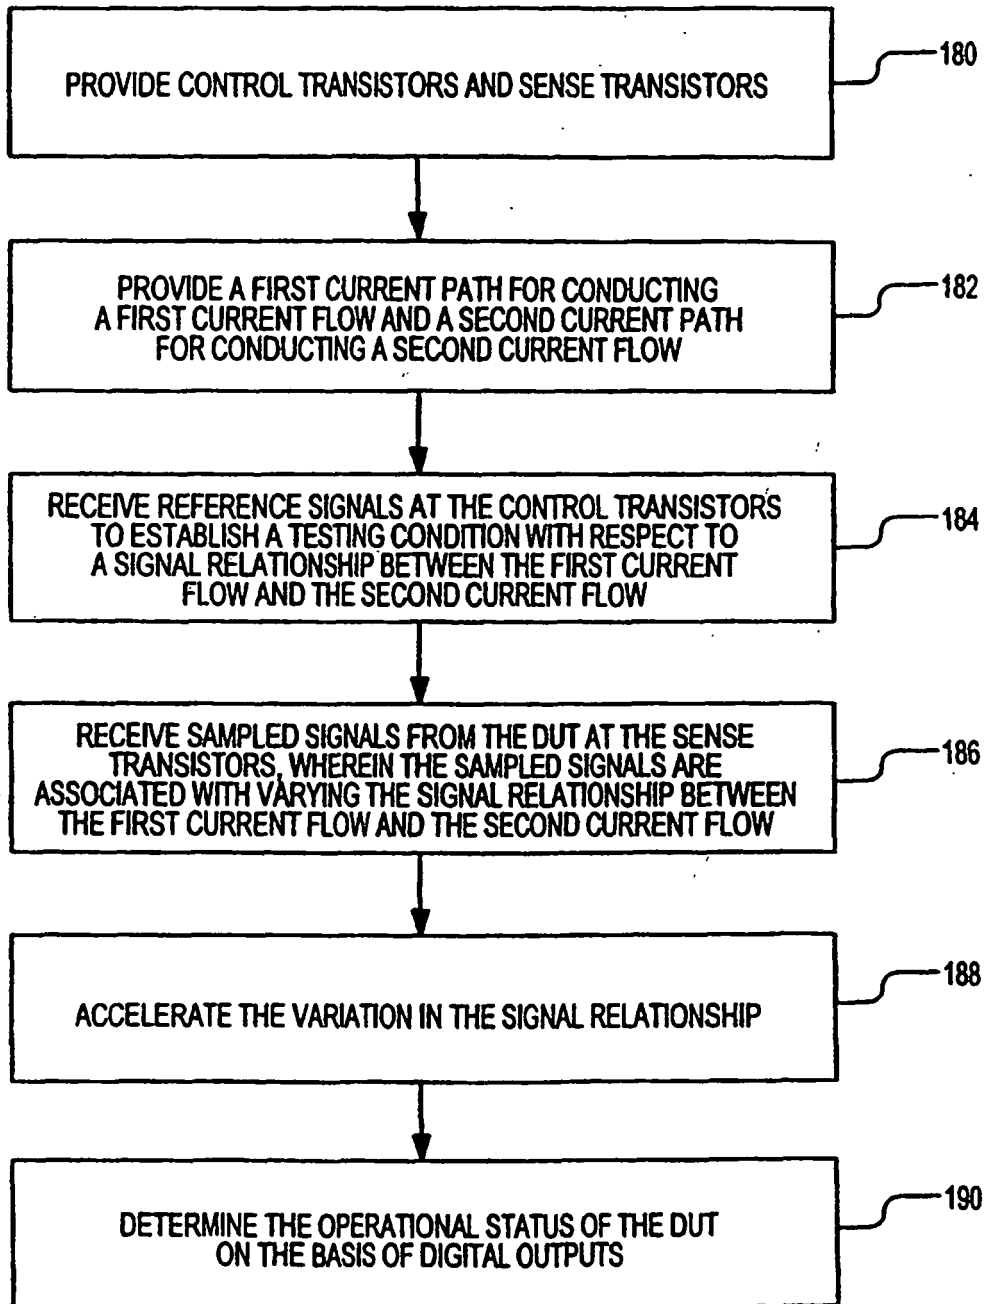 PROVIDE CONTROL TRANSISTORS AND SENSE TRANSISTORS
180
PROVIDE A FIRST CURRENT PATH FOR CONDUCTING
A FIRST CURRENT FLOW AND A SECOND CURRENT PATH
FOR CONDUCTING A SECOND CURRENT FLOW
182
RECEIVE REFERENCE SIGNALS AT THE CONTROL TRANSISTORS
TO ESTABLISH A TESTING CONDITION WITH RESPECT TO
A SIGNAL RELATIONSHIP BETWEEN THE FIRST CURRENT
FLOW AND THE SECOND CURRENT FLOW
184
RECEIVE SAMPLED SIGNALS FROM THE DUT AT THE SENSE
TRANSISTORS, WHEREIN THE SAMPLED SIGNALS ARE
ASSOCIATED WITH VARYING THE SIGNAL RELATIONSHIP BETWEEN
THE FIRST CURRENT FLOW AND THE SECOND CURRENT FLOW
186
ACCELERATE THE VARIATION IN THE SIGNAL RELATIONSHIP
188
DETERMINE THE OPERATIONAL STATUS OF THE DUT
ON THE BASIS OF DIGITAL OUTPUTS
190